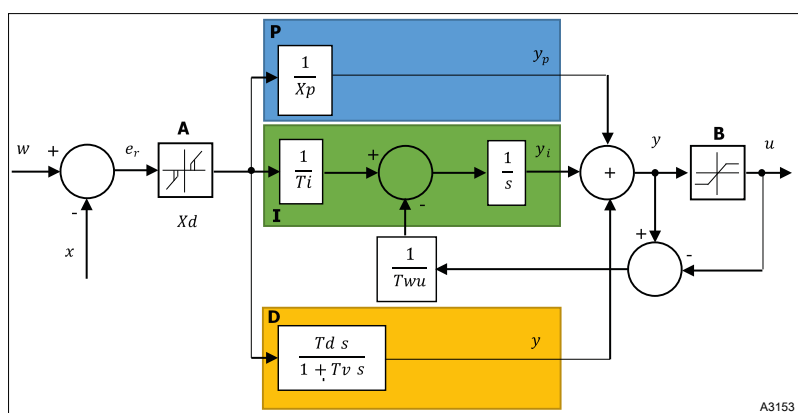 P
1
Xp
y_p
A
w
+
e_r
Xd
-
x
1
Ti
+
-
1
s
y_i
I
+
y
B
u
+
-
1
Twu
D
Td s
1 + Tv s
y
A3153